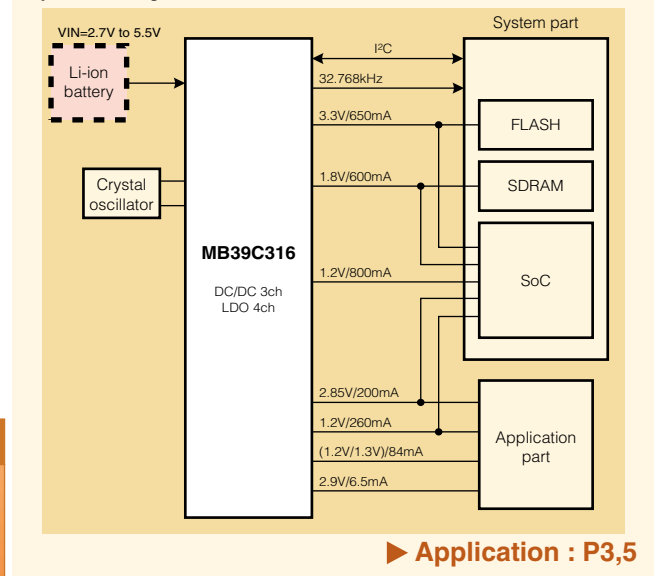 System part
VIN=2.7V to 5.5V
Li-ion
battery
I²C
32.768kHz
3.3V/650mA
FLASH
1.8V/600mA
SDRAM
Crystal
oscillator
MB39C316
DC/DC 3ch
LDO 4ch
1.2V/800mA
SoC
2.85V/200mA
1.2V/260mA
(1.2V/1.3V)/84mA
2.9V/6.5mA
Application
part
▶ Application : P3,5